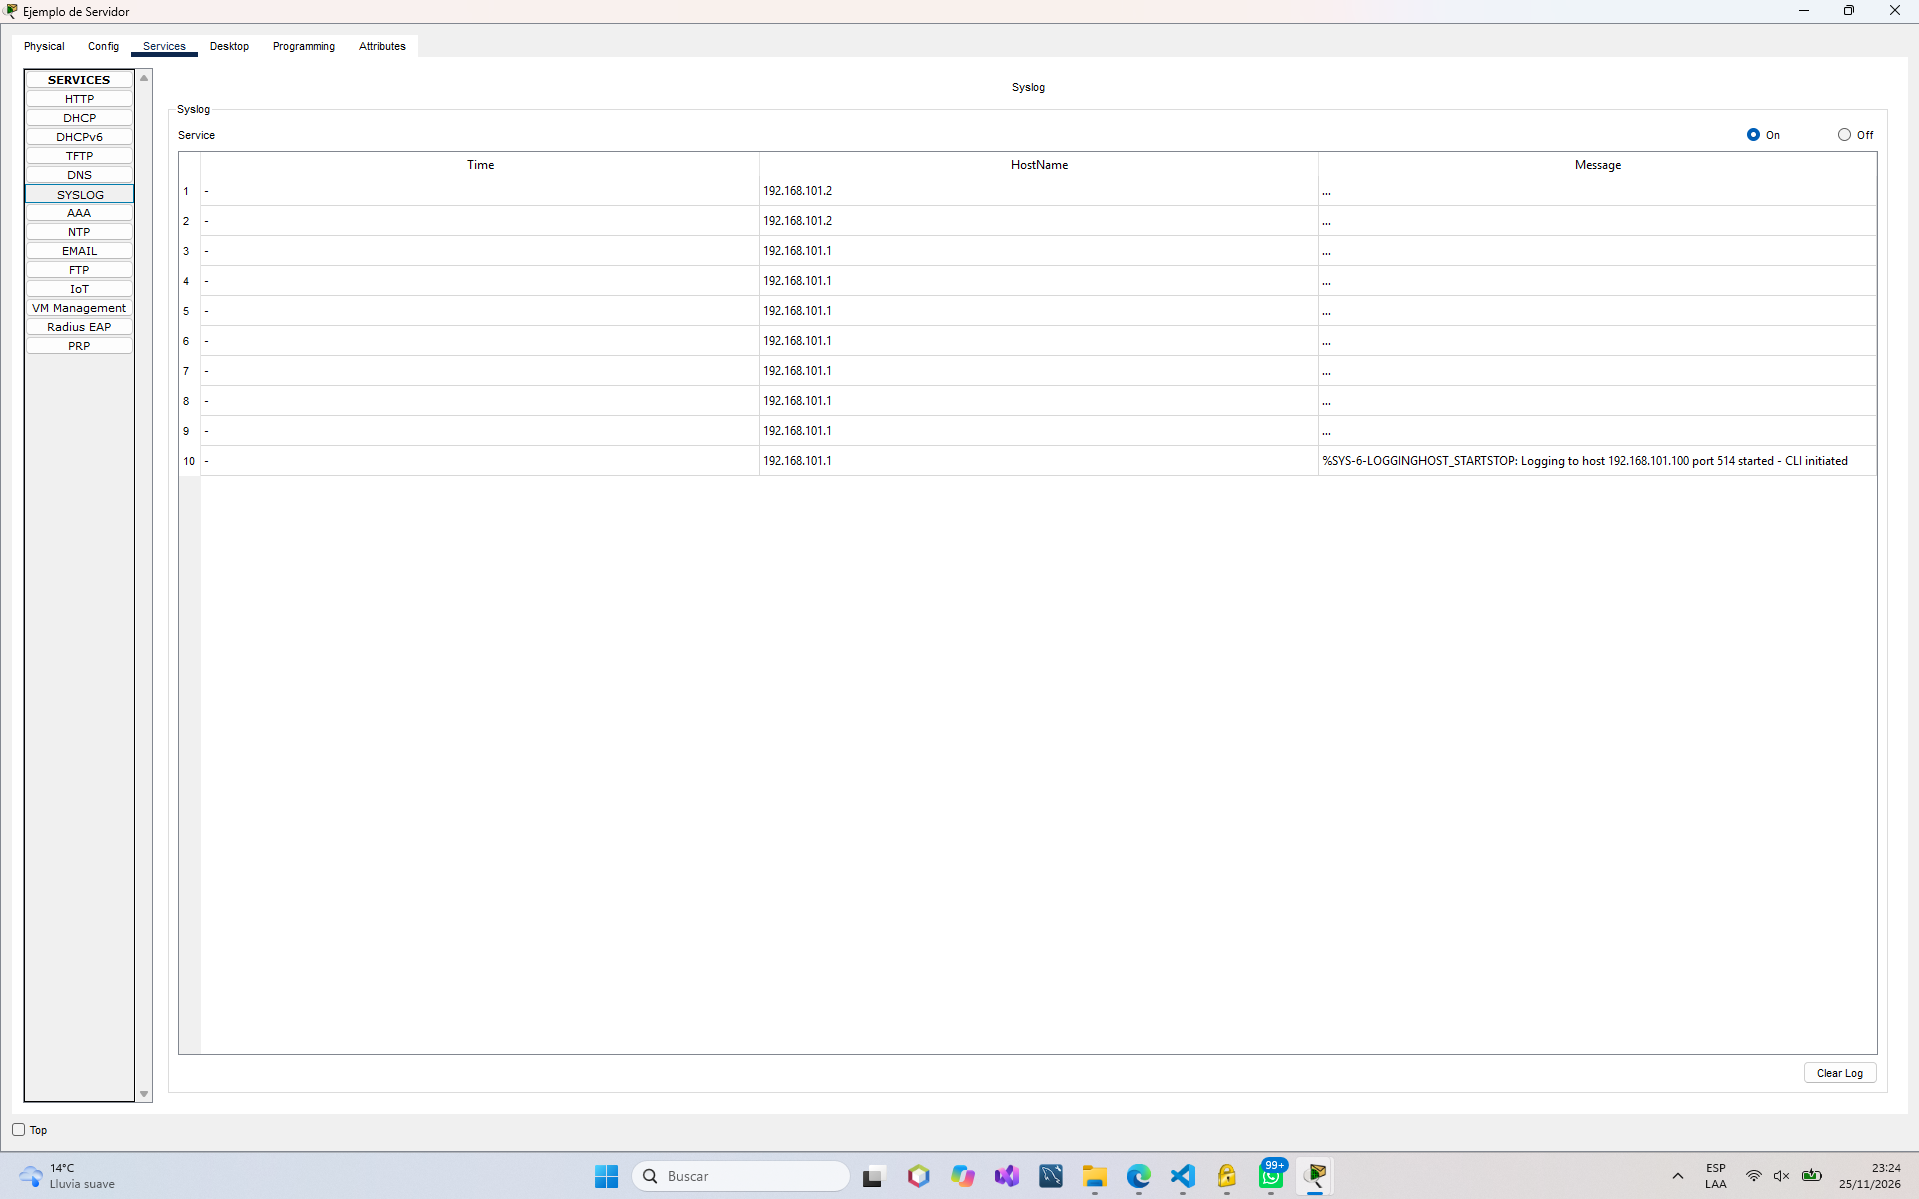 Ejemplo de Servidor
Physical Config Services Desktop Programming Attributes
SERVICES
HTTP
DHCP
DHCPv6
TFTP
DNS
SYSLOG
AAA
NTP
EMAIL
FTP
IoT
VM Management
Radius EAP
PRP
Syslog
Syslog
Service On Off
Time HostName Message
1 - 192.168.101.2 ...
2 - 192.168.101.2 ...
3 - 192.168.101.1 ...
4 - 192.168.101.1 ...
5 - 192.168.101.1 ...
6 - 192.168.101.1 ...
7 - 192.168.101.1 ...
8 - 192.168.101.1 ...
9 - 192.168.101.1 ...
10 - 192.168.101.1 %SYS-6-LOGGINGHOST_STARTSTOP: Logging to host 192.168.101.100 port 514 started - CLI initiated
Clear Log
Top
14°C
Lluvia suave
Buscar
99+
ESP
LAA
23:24
25/11/2026